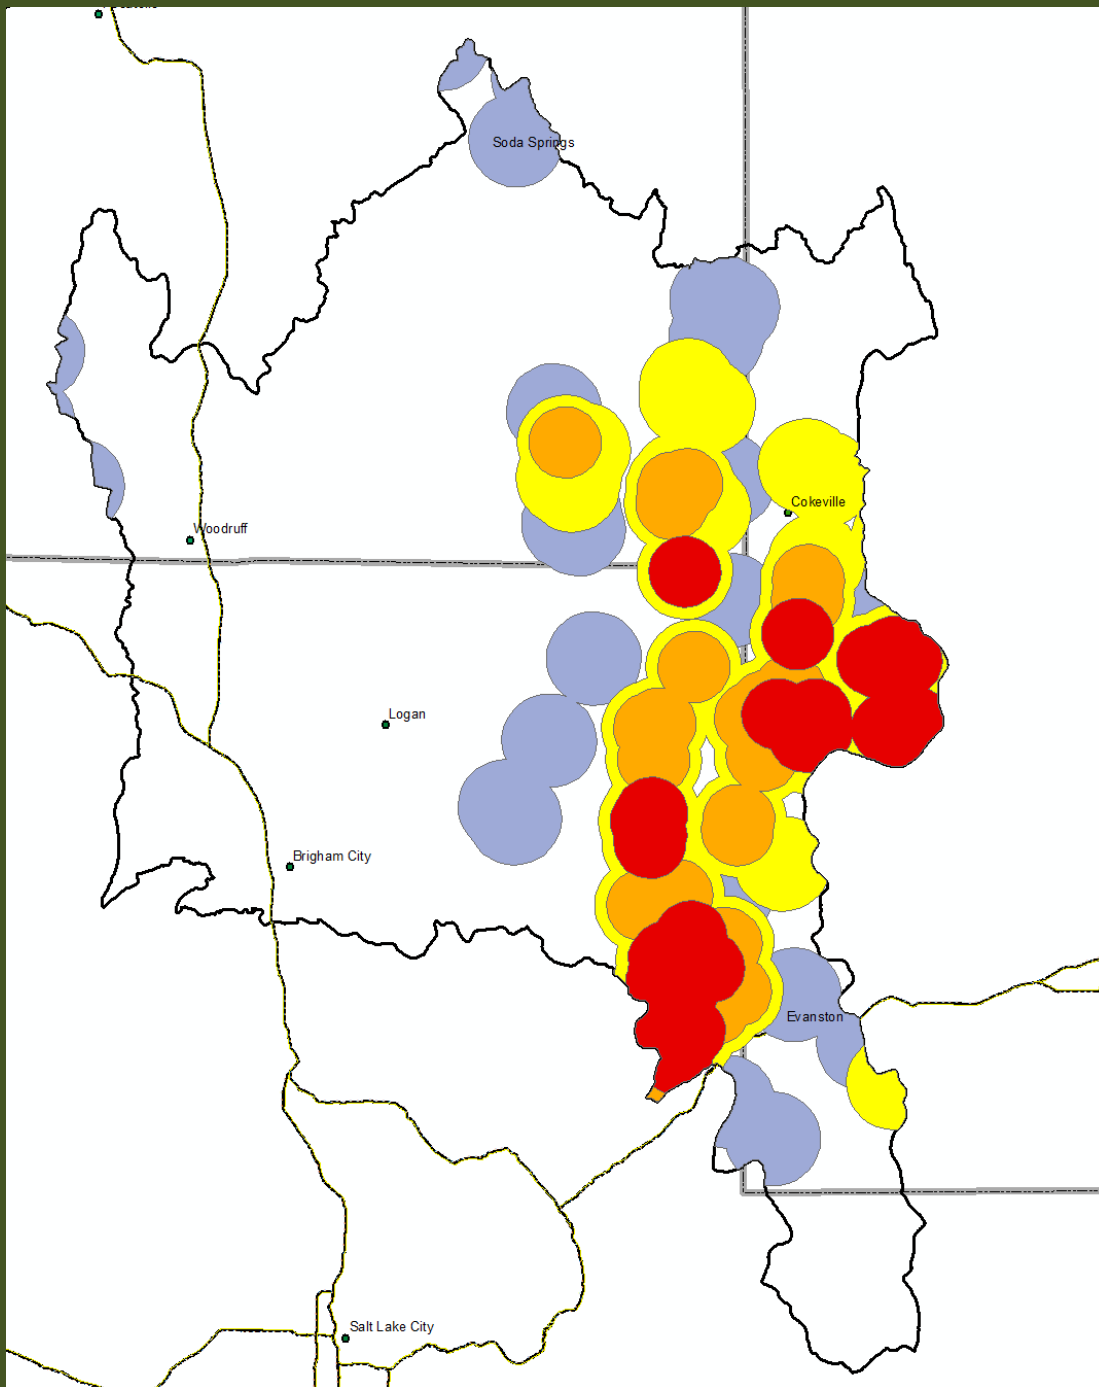 Soda Springs
Cokeville
Woodruff
Logan
Brigham City
Evanston
Salt Lake City